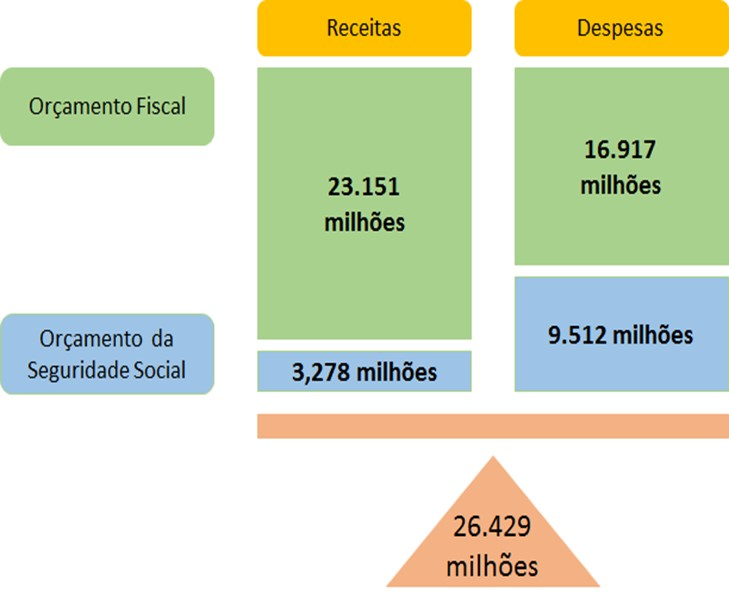 Receitas
Despesas
Orçamento Fiscal
23.151
milhões
16.917
milhões
Orçamento da
Seguridade Social
3,278 milhões
9.512 milhões
26.429
milhões